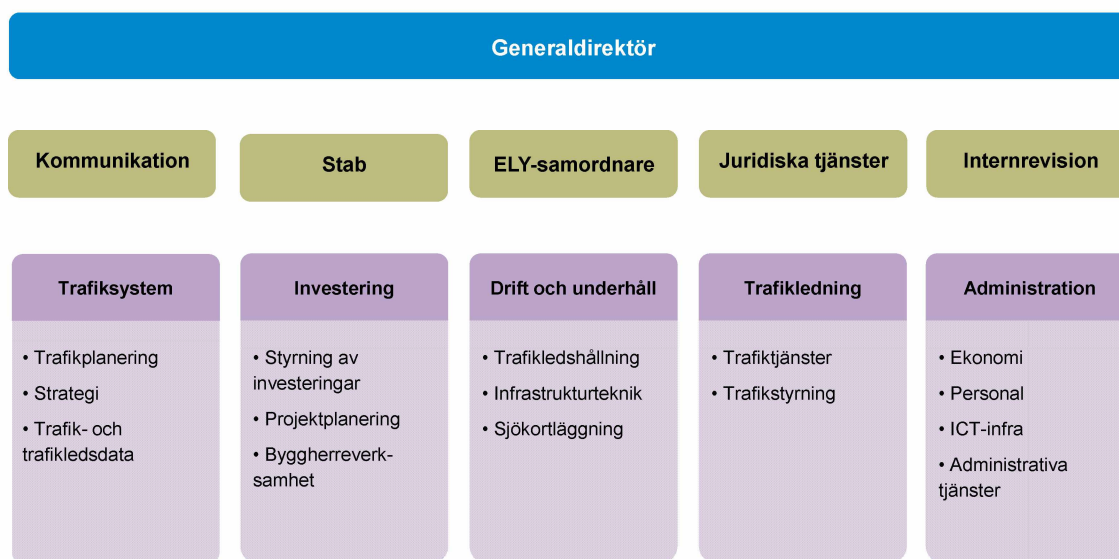 Generaldirektör
Kommunikation
Stab
ELY-samordnare
Juridiska tjänster
Internrevision
Trafiksystem
• Trafikplanering
• Strategi
• Trafik- och
trafikledsdata
Investering
• Styrning av
investeringar
• Projektplanering
• Byggherreverk-
samhet
Drift och underhåll
• Trafikledshållning
• Infrastrukturteknik
• Sjökortläggning
Trafikledning
• Trafiktjänster
• Trafikstyrning
Administration
• Ekonomi
• Personal
• ICT-infra
• Administrativa
tjänster